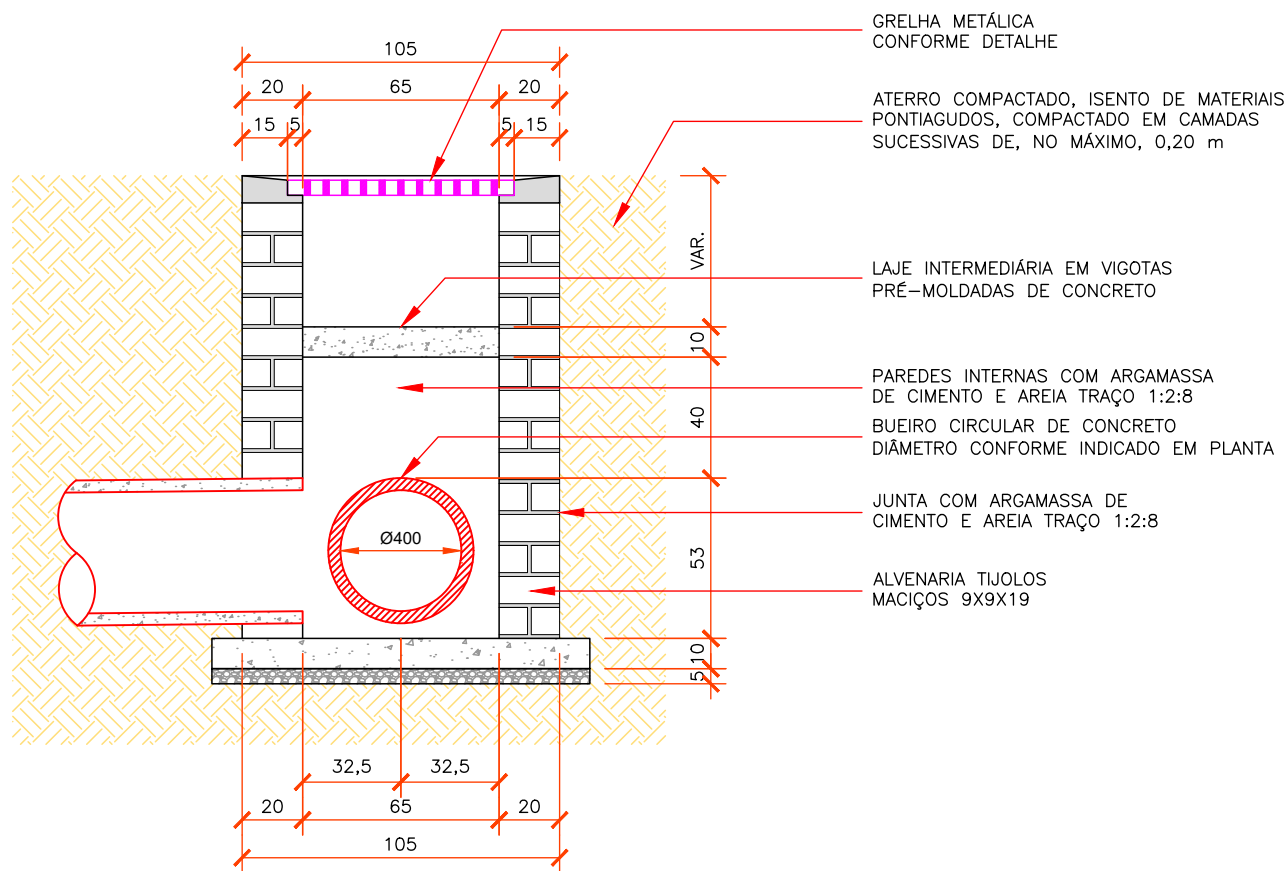 GRELHA METÁLICA
CONFORME DETALHE
105
20
65
20
15
5
5
15
ATERRO COMPACTADO, ISENTO DE MATERIAIS
PONTIAGUDOS, COMPACTADO EM CAMADAS
SUCESSIVAS DE, NO MÁXIMO, 0,20 m
VAR.
LAJE INTERMEDIÁRIA EM VIGOTAS
PRÉ-MOLDADAS DE CONCRETO
10
PAREDES INTERNAS COM ARGAMASSA
DE CIMENTO E AREIA TRAÇO 1:2:8
40
BUEIRO CIRCULAR DE CONCRETO
DIÂMETRO CONFORME INDICADO EM PLANTA
JUNTA COM ARGAMASSA DE
CIMENTO E AREIA TRAÇO 1:2:8
Ø400
53
ALVENARIA TIJOLOS
MACIÇOS 9X9X19
10
5
32,5
32,5
20
65
20
105